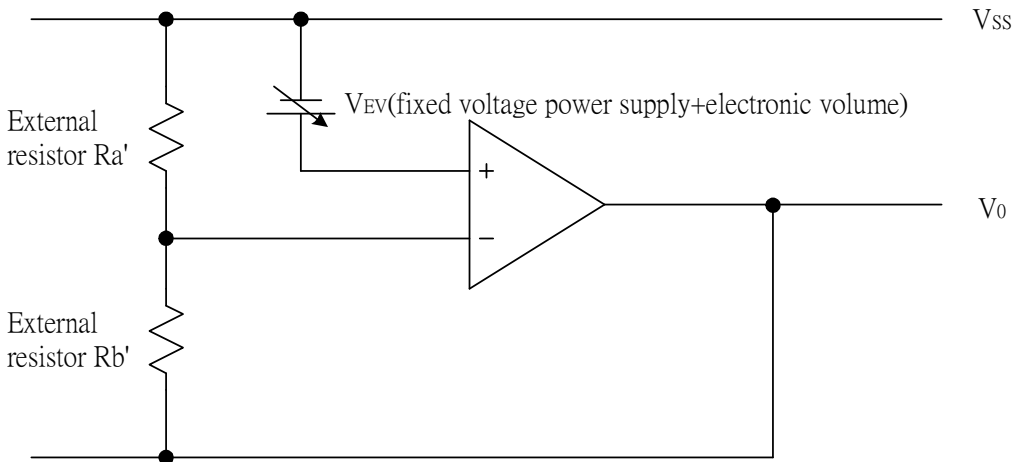 VSS
VEV(fixed voltage power supply+electronic volume)
External
resistor Ra'
+
−
V0
External
resistor Rb'